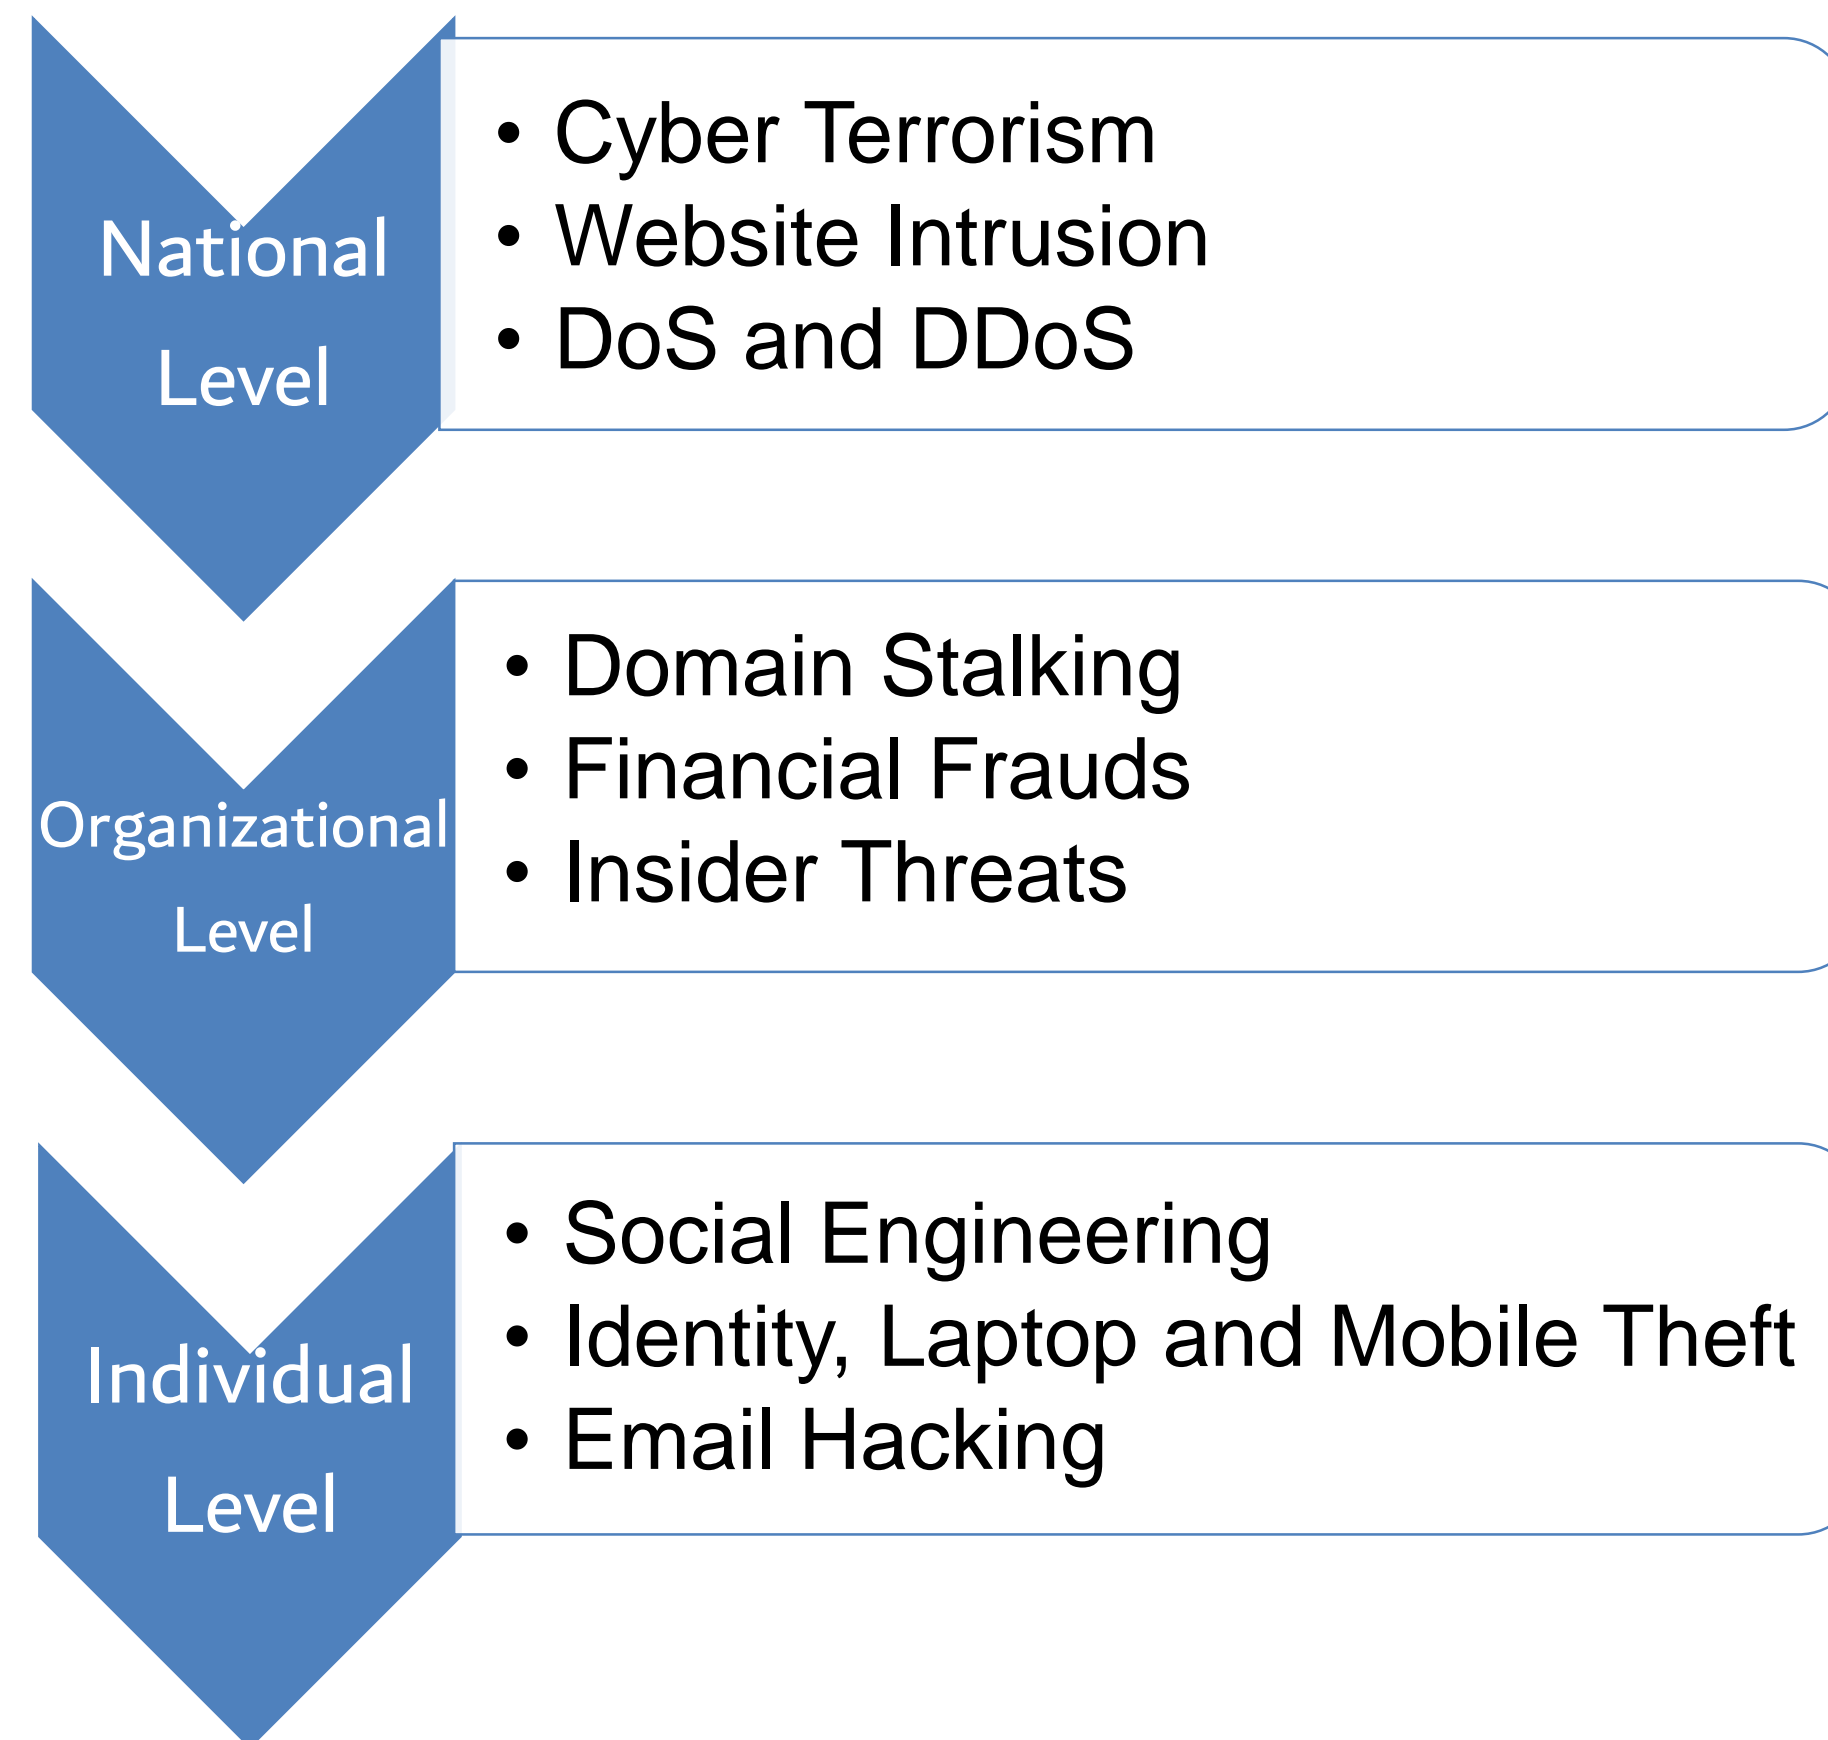 National
Level
• Cyber Terrorism
• Website Intrusion
• DoS and DDoS
Organizational
Level
• Domain Stalking
• Financial Frauds
• Insider Threats
Individual
Level
• Social Engineering
• Identity, Laptop and Mobile Theft
• Email Hacking